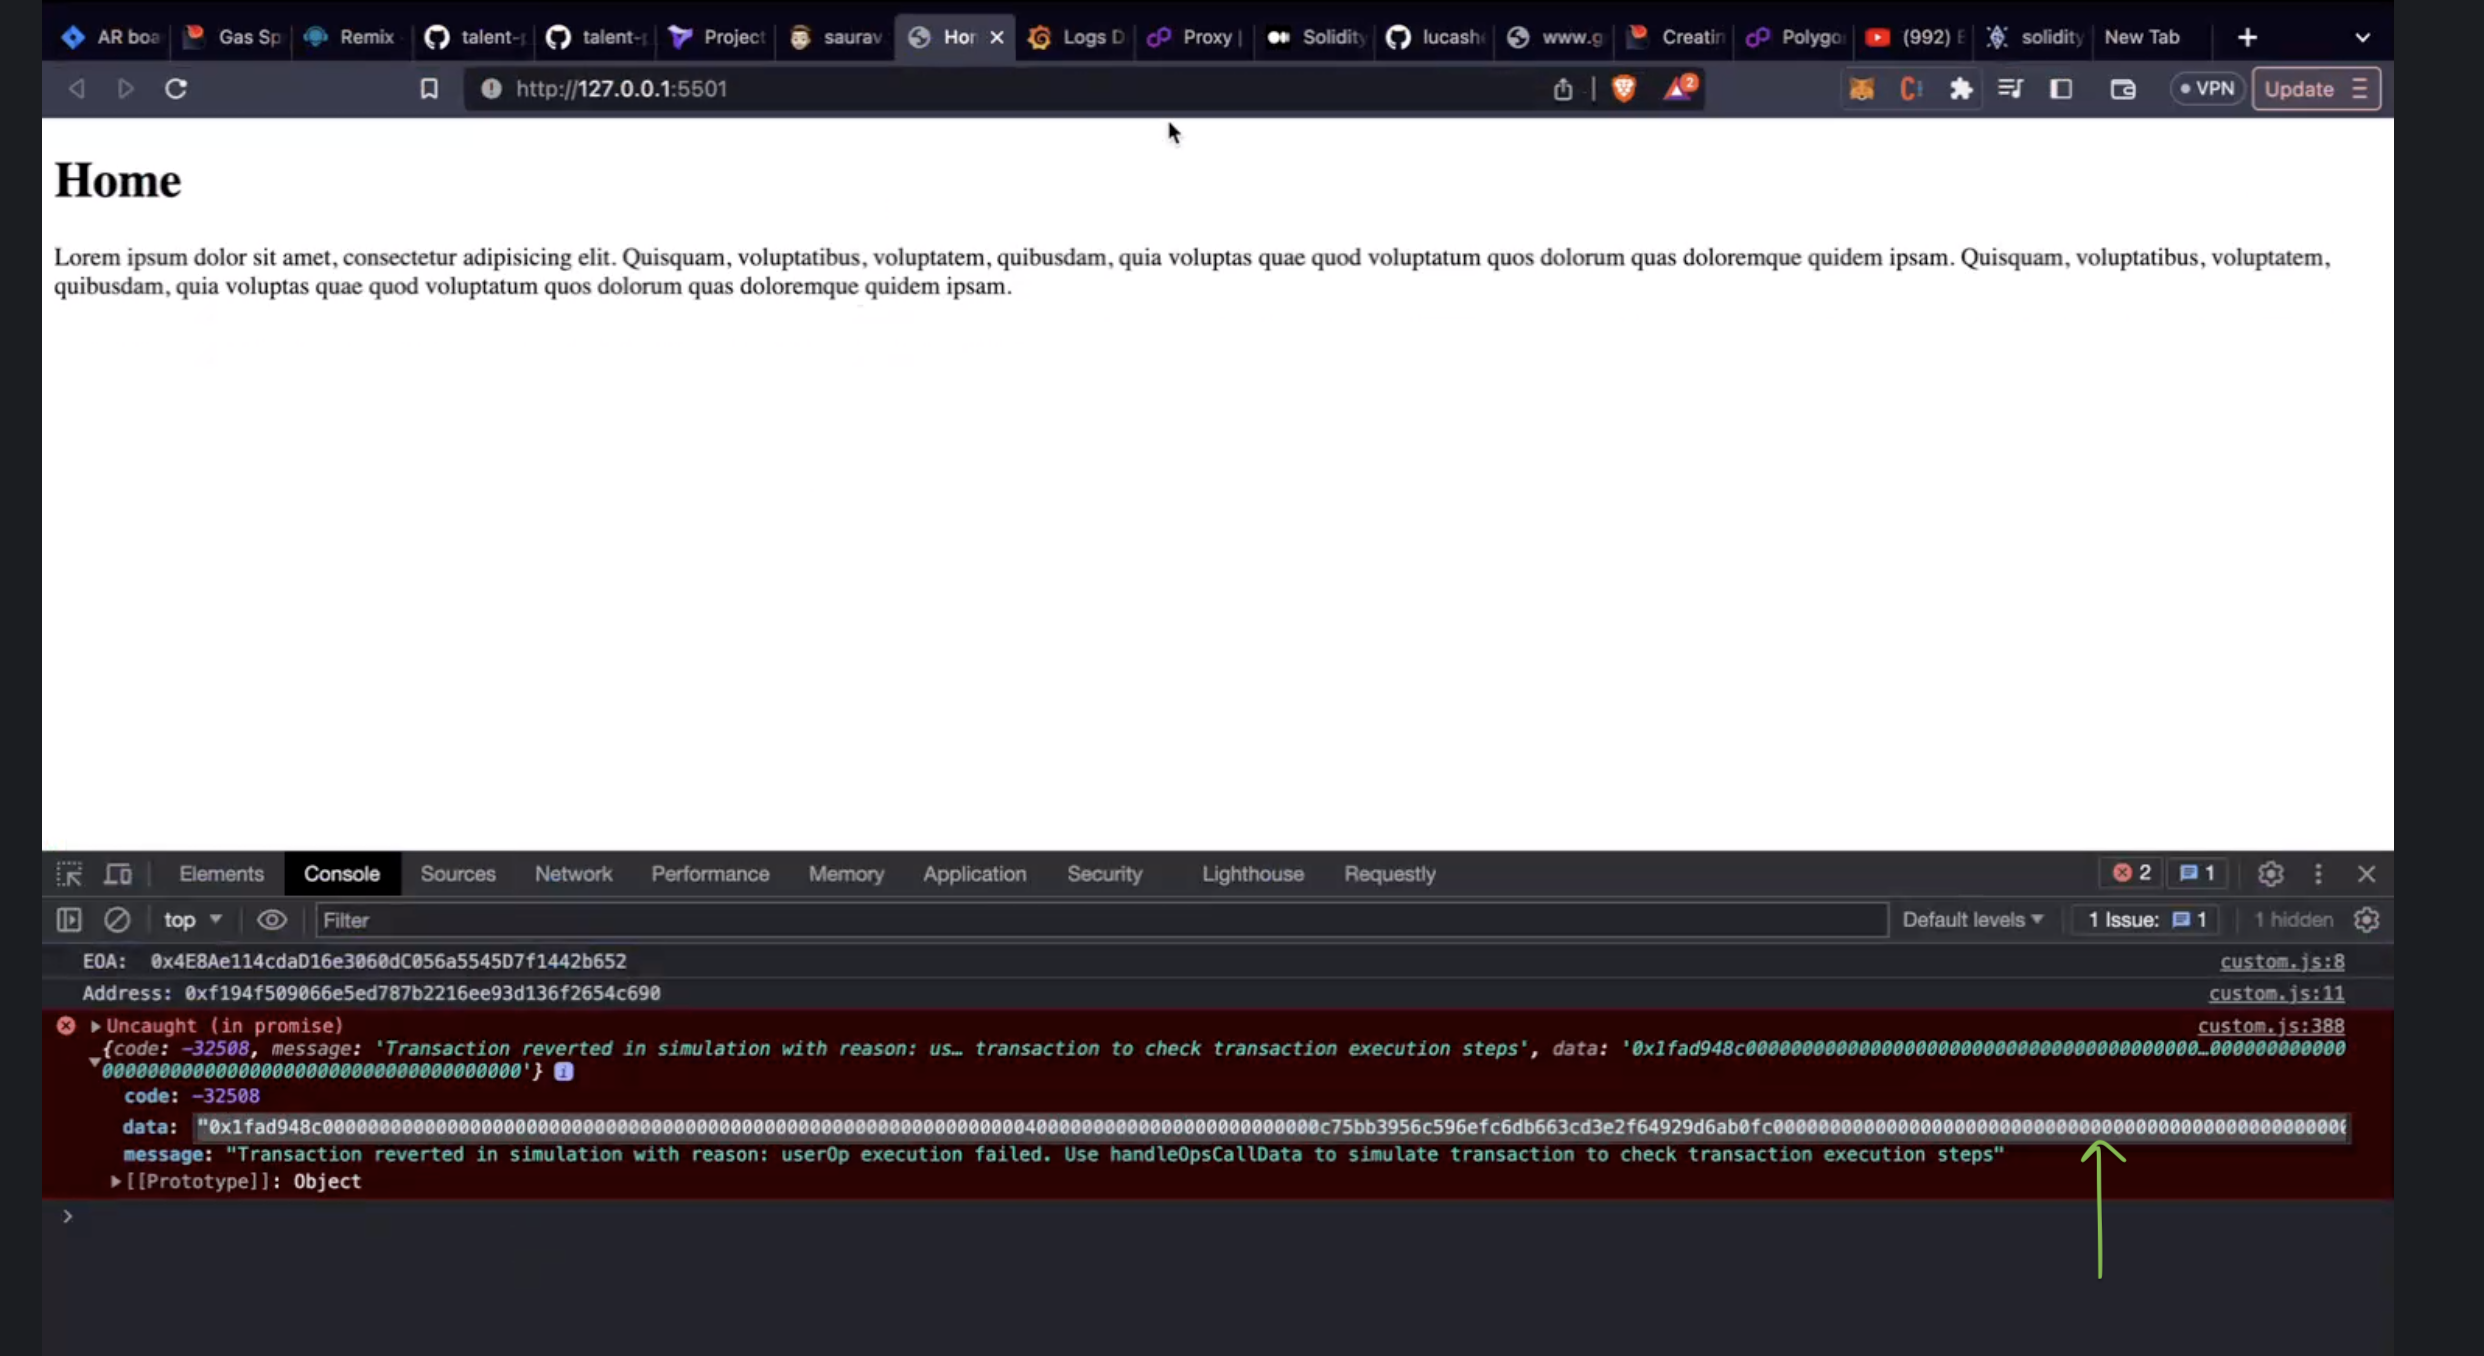 AR boa Gas Sp Remix talent-p talent-p Project saurav Hor Logs D Proxy | Solidity lucashe www.g Creatin Polygo (992) E solidity New Tab
http://127.0.0.1:5501 2 VPN Update
Home
Lorem ipsum dolor sit amet, consectetur adipisicing elit. Quisquam, voluptatibus, voluptatem, quibusdam, quia voluptas quae quod voluptatum quos dolorum quas doloremque quidem ipsam. Quisquam, voluptatibus, voluptatem,
quibusdam, quia voluptas quae quod voluptatum quos dolorum quas doloremque quidem ipsam.
Elements Console Sources Network Performance Memory Application Security Lighthouse Requestly 2 1
top Filter Default levels 1 Issue: 1 1 hidden
EOA: 0x4E8Ae114cdaD16e3060dC056a5545D7f1442b652 custom.js:8
Address: 0xf194f509066e5ed787b2216ee93d136f2654c690 custom.js:11
Uncaught (in promise) custom.js:388
{code: -32508, message: 'Transaction reverted in simulation with reason: us… transaction to check transaction execution steps', data:
code: -32508
data:
message: "Transaction reverted in simulation with reason: userOp execution failed. Use handleOpsCallData to simulate transaction to check transaction execution steps"
[[Prototype]]: Object